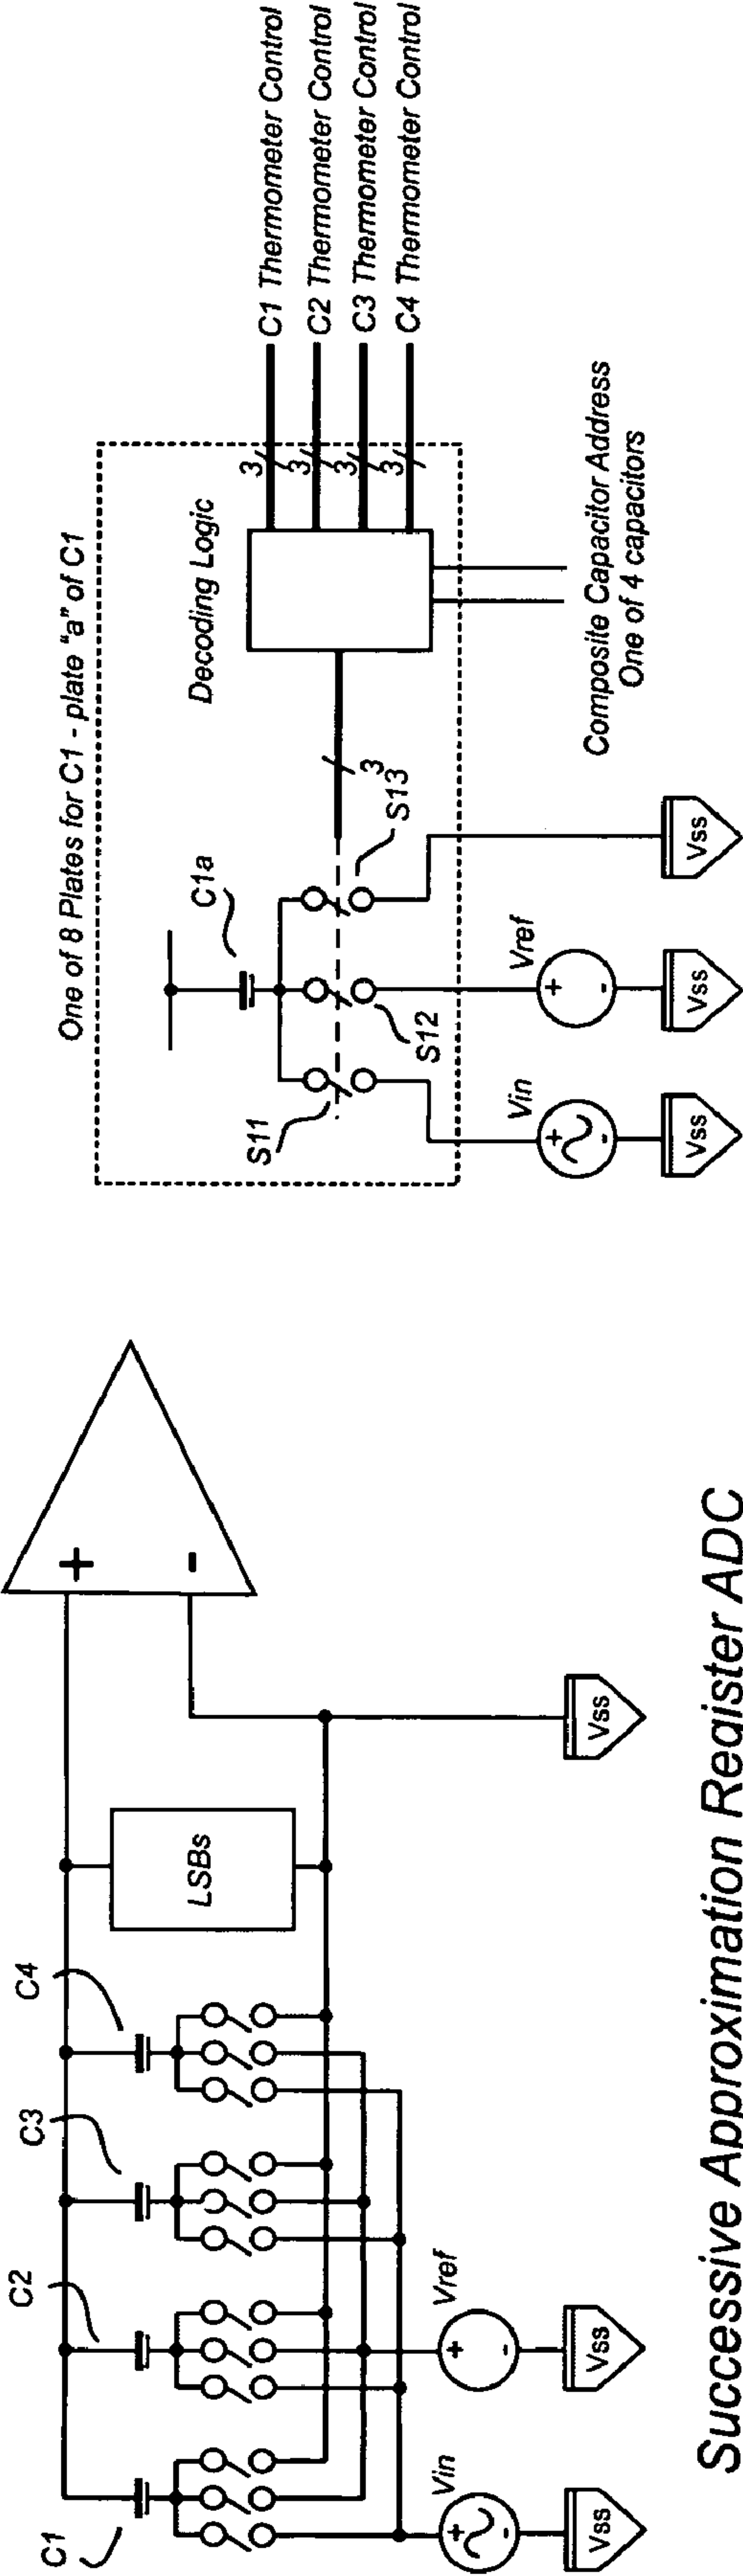 C1
C2
C3
C4
LSBs
+
-
Vin
Vref
+
-
+
-
Vss
Vss
Vss
Successive Approximation Register ADC
One of 8 Plates for C1 - plate "a" of C1
C1a
Decoding Logic
S11
S12
S13
3
3
3
3
3
C1 Thermometer Control
C2 Thermometer Control
C3 Thermometer Control
C4 Thermometer Control
Vin
Vref
+
-
+
-
Vss
Vss
Vss
Composite Capacitor Address
One of 4 capacitors